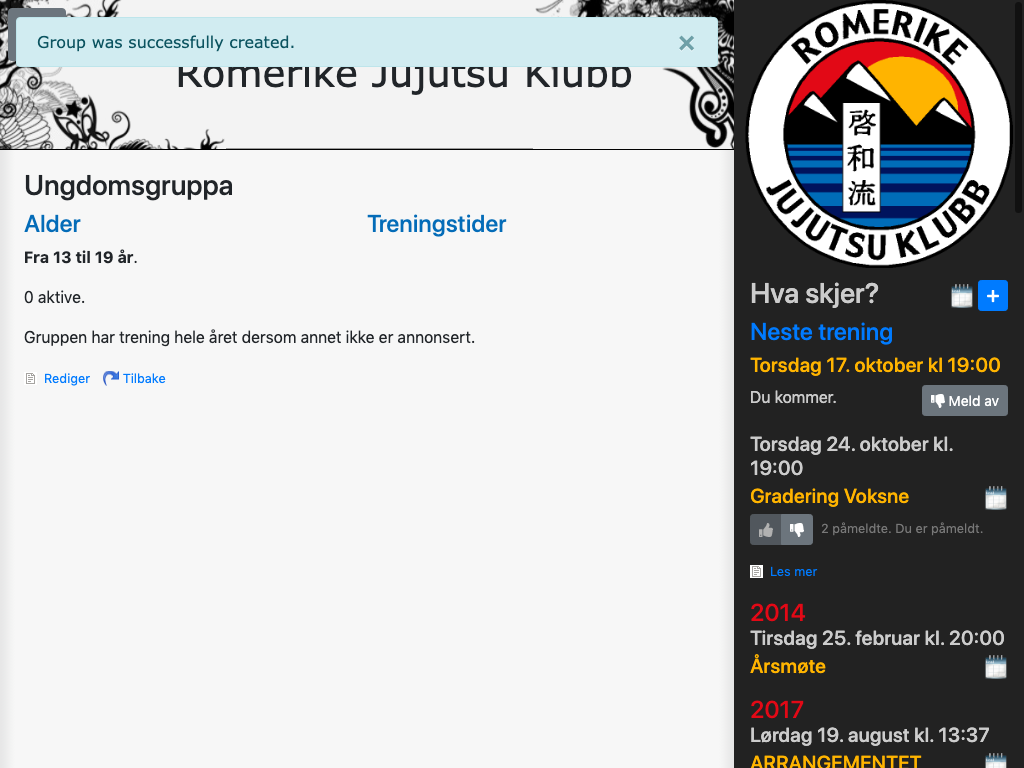 Group was successfully created.
×
Romerike Jujutsu Klubb
Ungdomsgruppa
Alder
Treningstider
Fra 13 til 19 år.
0 aktive.
Gruppen har trening hele året dersom annet ikke er annonsert.
Rediger
Tilbake
ROMERIKE
啓和流
JUJUTSU KLUBB
Hva skjer?
+
Neste trening
Torsdag 17. oktober kl 19:00
Du kommer.
Meld av
Torsdag 24. oktober kl.
19:00
Gradering Voksne
2 påmeldte. Du er påmeldt.
Les mer
2014
Tirsdag 25. februar kl. 20:00
Årsmøte
2017
Lørdag 19. august kl. 13:37
ARRANGEMENTET